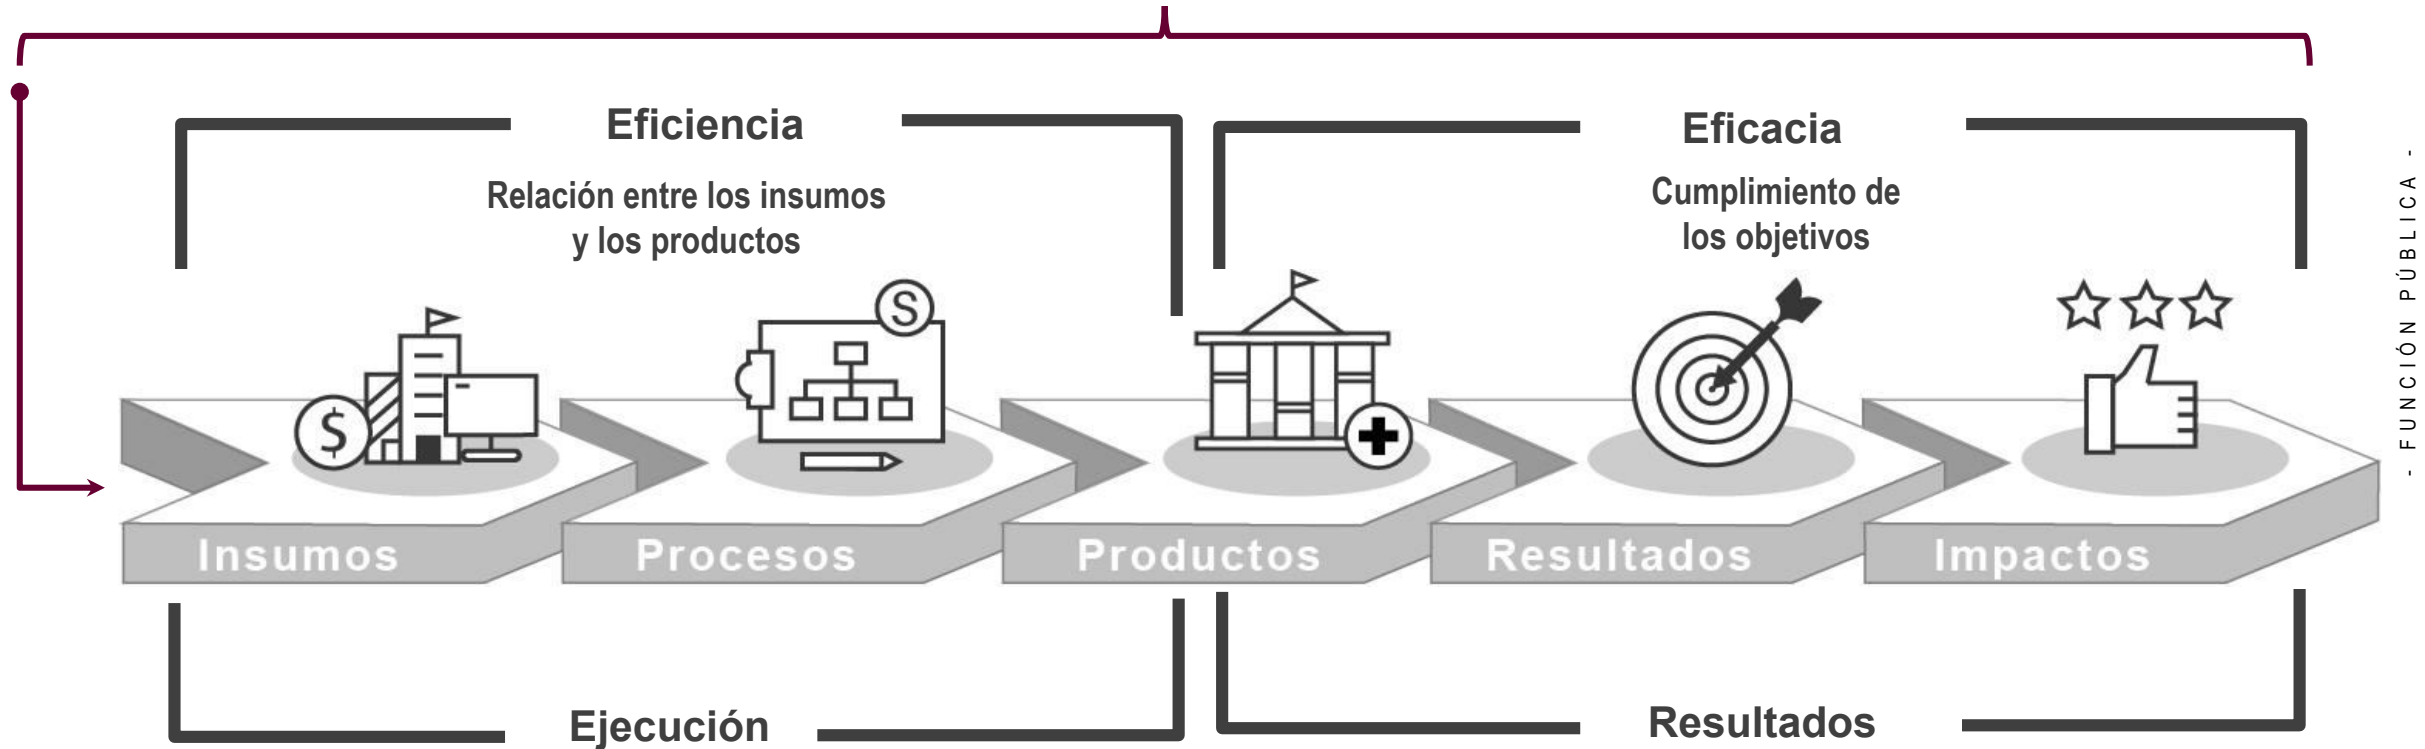 Eficiencia
Relación entre los insumos
y los productos
Eficacia
Cumplimiento de
los objetivos
$
S
Insumos
Procesos
Productos
Resultados
Impactos
Ejecución
Resultados
- FUNCIÓN PÚBLICA -